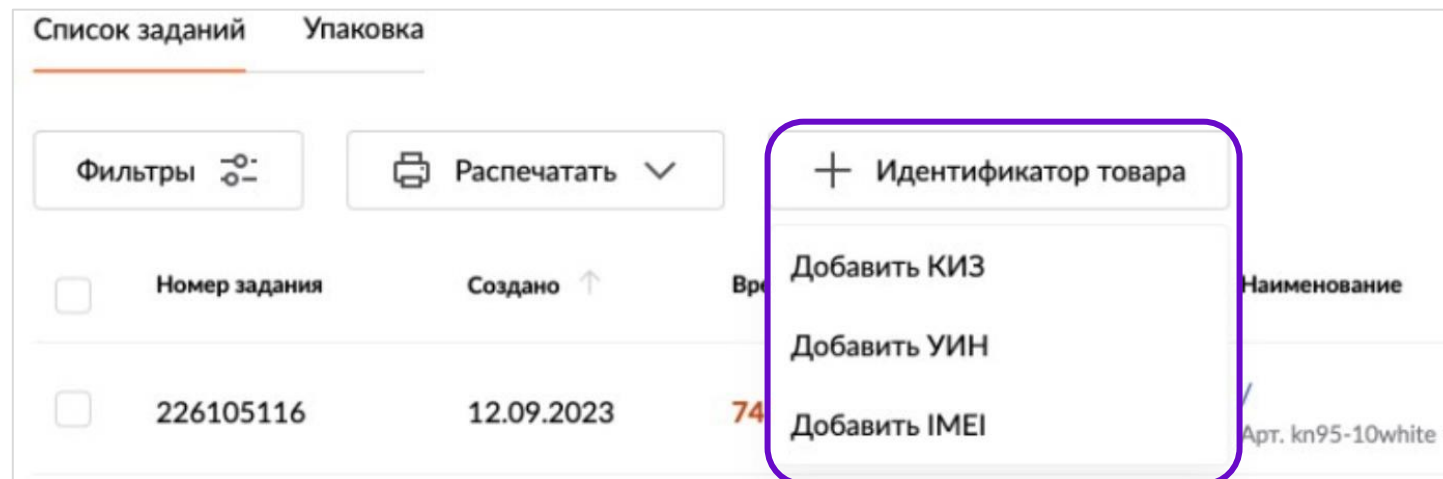 Список заданий Упаковка
Фильтры Распечатать Идентификатор товара
Добавить КИЗ
Номер задания Создано Наименование
Добавить УИН
226105116 12.09.2023 74 Добавить IMEI
Арт. kn95-10white